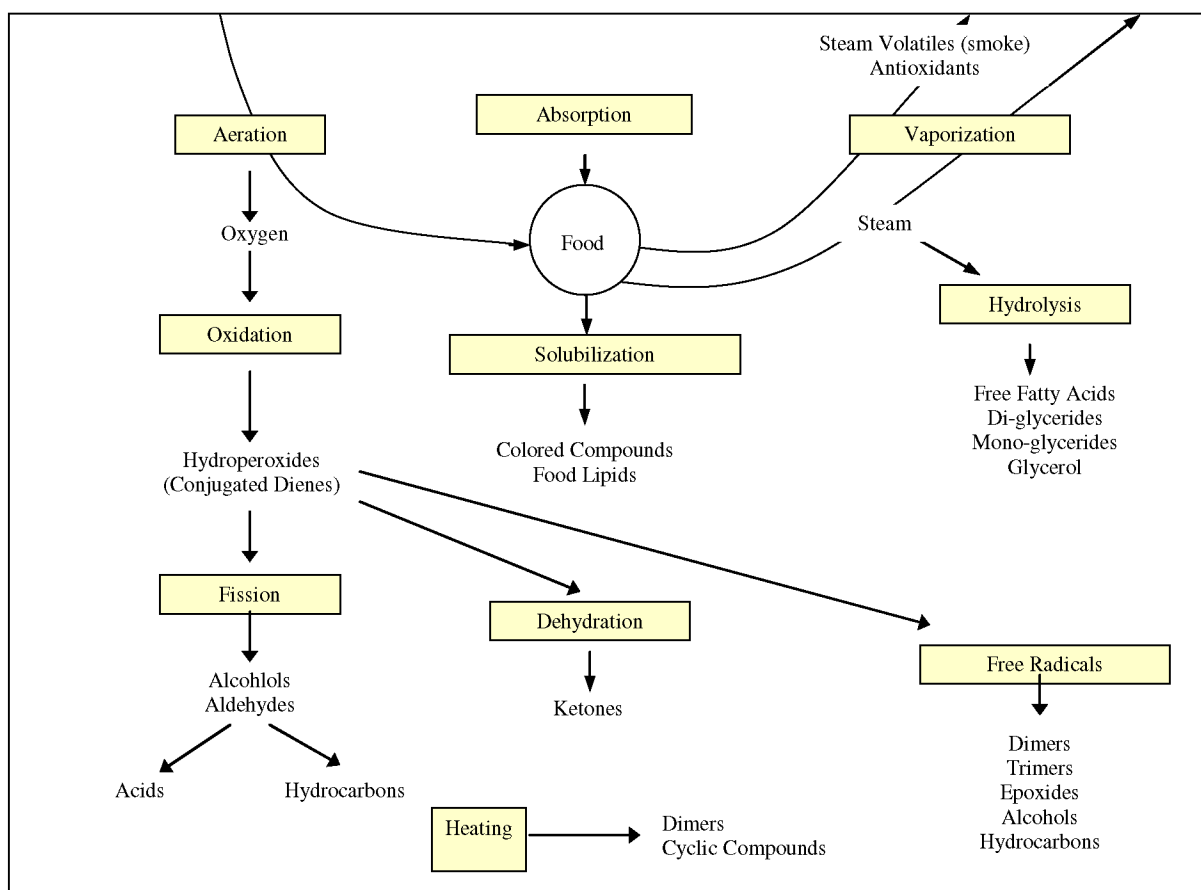 Steam Volatiles (smoke)
Antioxidants
Aeration
Absorption
Vaporization
Oxygen
Food
Steam
Oxidation
Solubilization
Hydrolysis
Hydroperoxides
(Conjugated Dienes)
Colored Compounds
Food Lipids
Free Fatty Acids
Di-glycerides
Mono-glycerides
Glycerol
Fission
Dehydration
Free Radicals
Alcohlols
Aldehydes
Ketones
Acids
Hydrocarbons
Dimers
Trimers
Epoxides
Alcohols
Hydrocarbons
Heating
Dimers
Cyclic Compounds